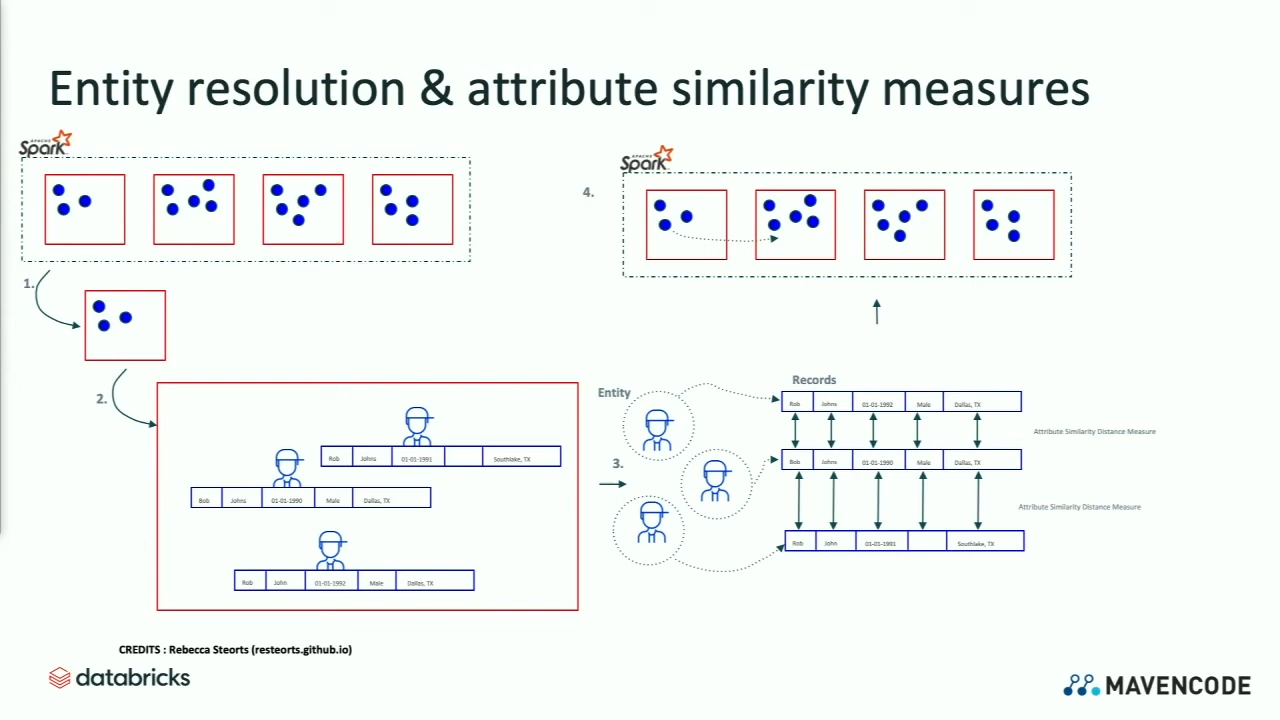 Entity resolution & attribute similarity measures
APACHE
Spark
1.
2.
Rob Johns 01-01-1991 Southlake, TX
Bob Johns 01-01-1990 Male Dallas, TX
Rob John 01-01-1992 Male Dallas, TX
APACHE
Spark
4.
Entity
3.
Records
Rob Johns 01-01-1992 Male Dallas, TX
Attribute Similarity Distance Measure
Bob Johns 01-01-1990 Male Dallas, TX
Attribute Similarity Distance Measure
Rob John 01-01-1991 Southlake, TX
CREDITS : Rebecca Steorts (resteorts.github.io)
databricks
MAVENCODE